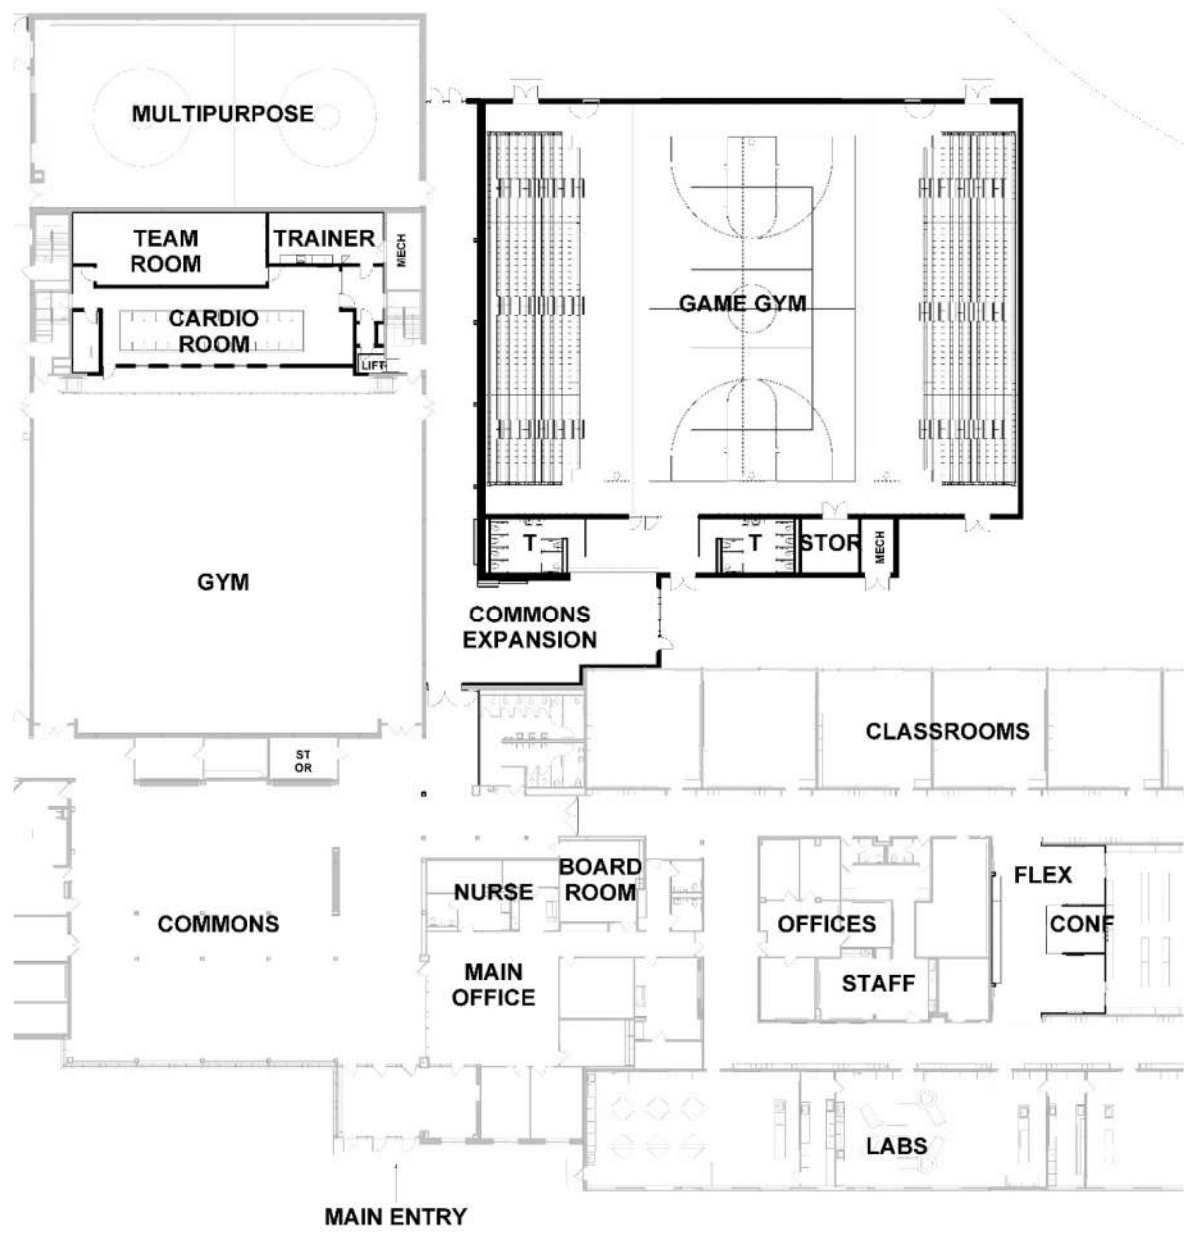 MULTIPURPOSE
TEAM
ROOM
TRAINER
MECH
CARDIO
ROOM
LIFT
GAME GYM
GYM
T
T
STOR
MECH
COMMONS
EXPANSION
CLASSROOMS
ST
OR
BOARD
ROOM
NURSE
FLEX
COMMONS
OFFICES
CONF
MAIN
OFFICE
STAFF
LABS
MAIN ENTRY